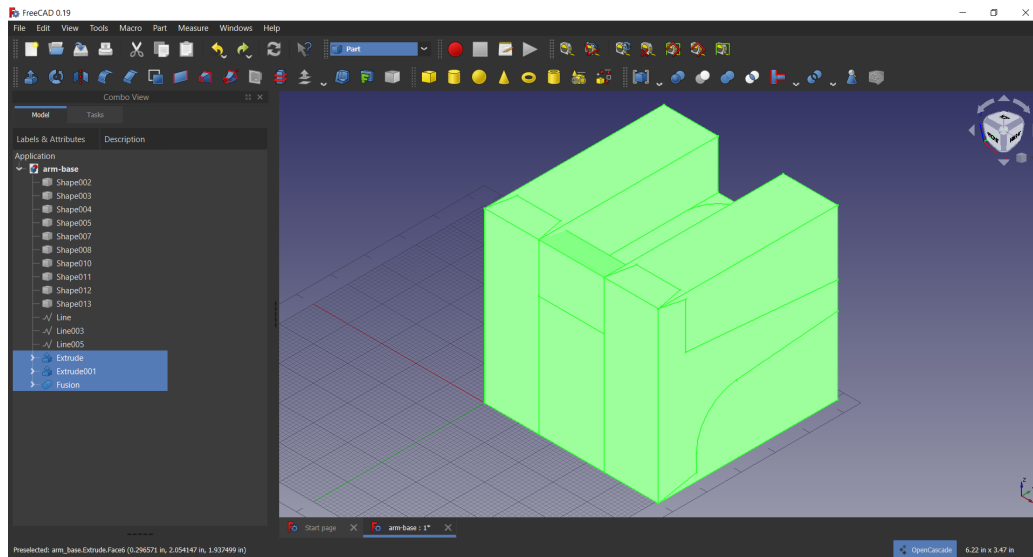 FreeCAD 0.19
File Edit View Tools Macro Part Measure Windows Help
Part
Combo View
Model Tasks
Labels & Attributes Description
Application
arm-base
Shape002
Shape003
Shape004
Shape005
Shape007
Shape008
Shape010
Shape011
Shape012
Shape013
Line
Line003
Line005
Extrude
Extrude001
Fusion
Z
Start page
arm-base : 1*
Preselected: arm_base.Extrude.Face6 (0.296571 in, 2.054147 in, 1.937499 in)
OpenCascade 6.22 in x 3.47 in